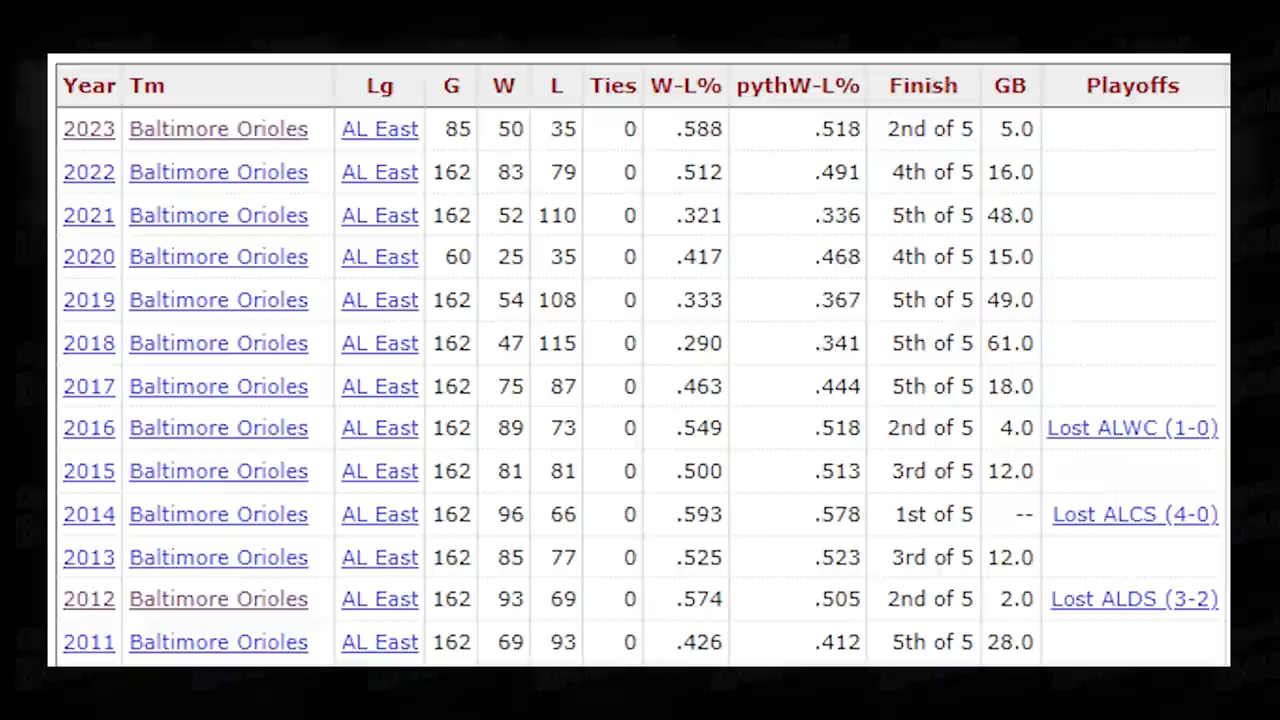 Year Tm Lg G W L Ties W-L% pythW-L% Finish GB Playoffs
2023 Baltimore Orioles AL East 85 50 35 0 .588 .518 2nd of 5 5.0
2022 Baltimore Orioles AL East 162 83 79 0 .512 .491 4th of 5 16.0
2021 Baltimore Orioles AL East 162 52 110 0 .321 .336 5th of 5 48.0
2020 Baltimore Orioles AL East 60 25 35 0 .417 .468 4th of 5 15.0
2019 Baltimore Orioles AL East 162 54 108 0 .333 .367 5th of 5 49.0
2018 Baltimore Orioles AL East 162 47 115 0 .290 .341 5th of 5 61.0
2017 Baltimore Orioles AL East 162 75 87 0 .463 .444 5th of 5 18.0
2016 Baltimore Orioles AL East 162 89 73 0 .549 .518 2nd of 5 4.0 Lost ALWC (1-0)
2015 Baltimore Orioles AL East 162 81 81 0 .500 .513 3rd of 5 12.0
2014 Baltimore Orioles AL East 162 96 66 0 .593 .578 1st of 5 -- Lost ALCS (4-0)
2013 Baltimore Orioles AL East 162 85 77 0 .525 .523 3rd of 5 12.0
2012 Baltimore Orioles AL East 162 93 69 0 .574 .505 2nd of 5 2.0 Lost ALDS (3-2)
2011 Baltimore Orioles AL East 162 69 93 0 .426 .412 5th of 5 28.0